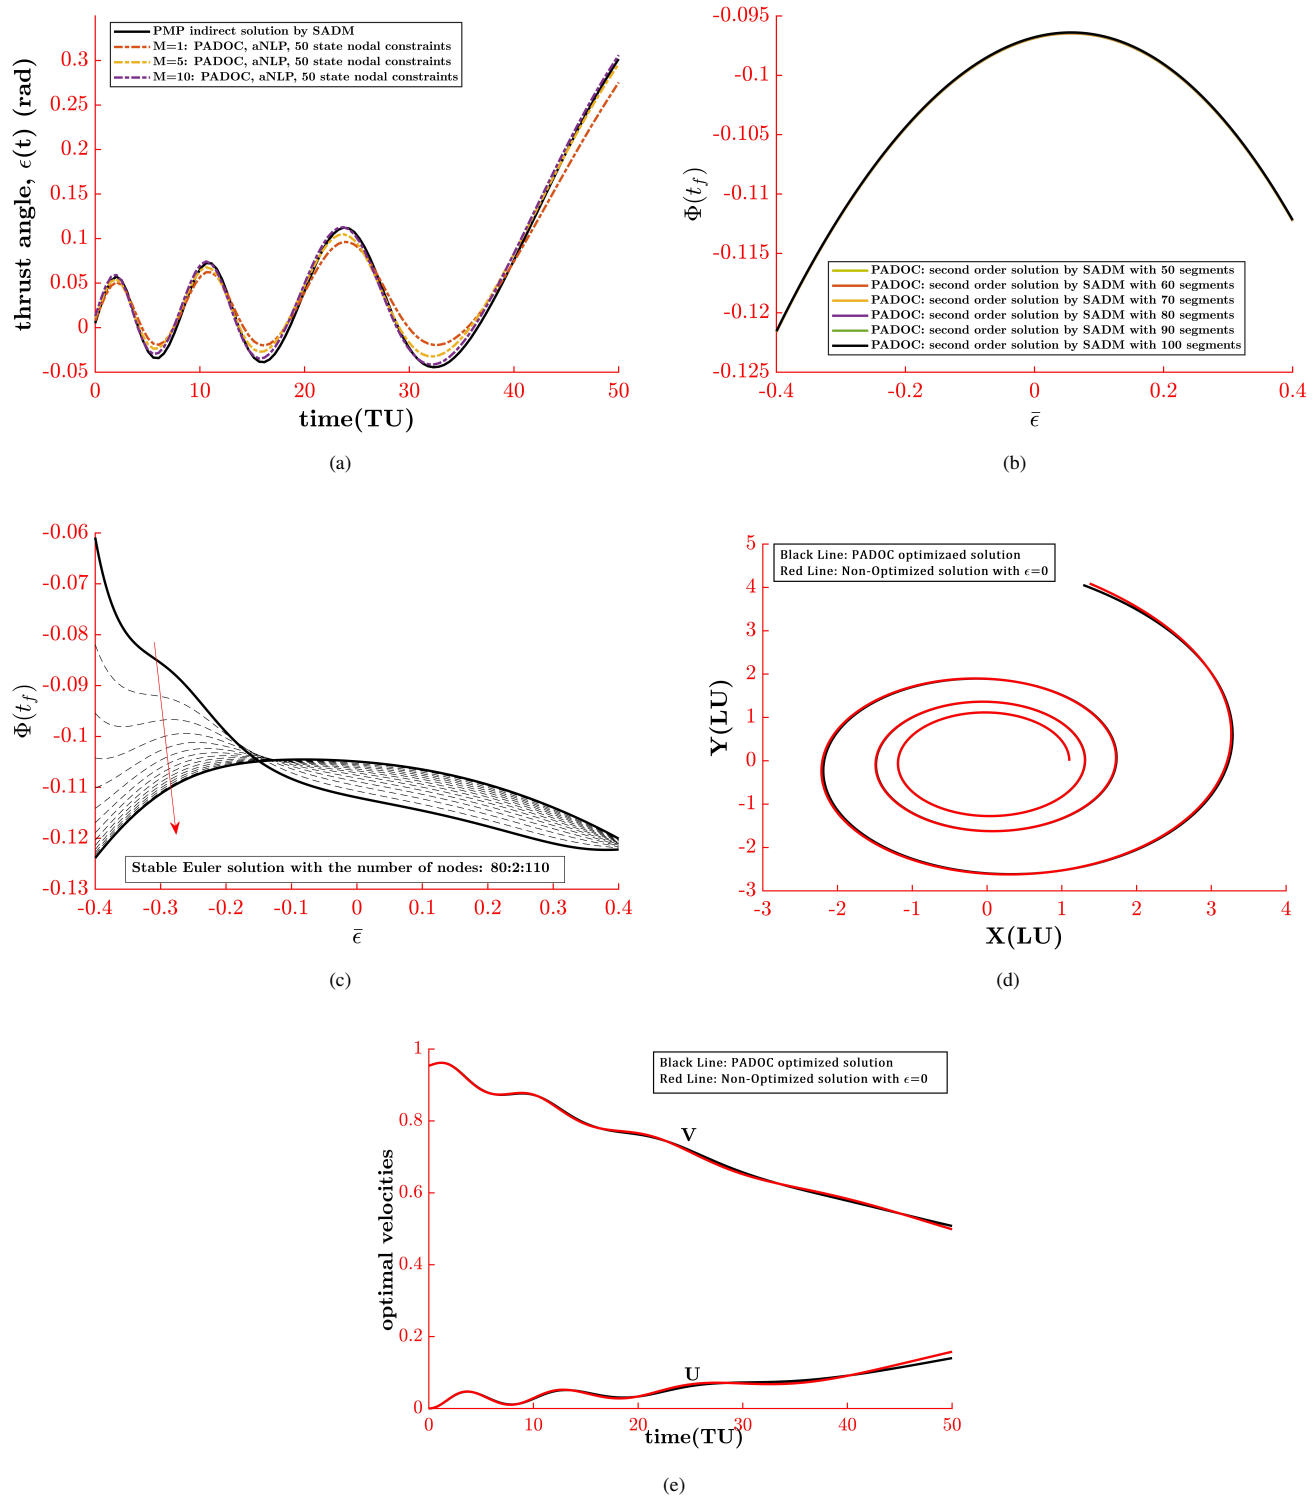 thrust angle, ϵ(t) (rad)
0.3
0.25
0.2
0.15
0.1
0.05
0
-0.05
PMP indirect solution by SADM
M=1: PADOC, aNLP, 50 state nodal constraints
M=5: PADOC, aNLP, 50 state nodal constraints
M=10: PADOC, aNLP, 50 state nodal constraints
0 10 20 30 40 50
time(TU)
(a)
Φ(t_f)
-0.095
-0.1
-0.105
-0.11
-0.115
-0.12
-0.125
PADOC: second order solution by SADM with 50 segments
PADOC: second order solution by SADM with 60 segments
PADOC: second order solution by SADM with 70 segments
PADOC: second order solution by SADM with 80 segments
PADOC: second order solution by SADM with 90 segments
PADOC: second order solution by SADM with 100 segments
-0.4 -0.2 0 0.2 0.4
ϵ̄
(b)
Φ(t_f)
-0.06
-0.07
-0.08
-0.09
-0.1
-0.11
-0.12
-0.13
Stable Euler solution with the number of nodes: 80:2:110
-0.4 -0.3 -0.2 -0.1 0 0.1 0.2 0.3 0.4
ϵ̄
(c)
Y(LU)
5
4
3
2
1
0
-1
-2
-3
Black Line: PADOC optimizaed solution
Red Line: Non-Optimized solution with ϵ=0
-3 -2 -1 0 1 2 3 4
X(LU)
(d)
optimal velocities
1
0.8
0.6
0.4
0.2
0
Black Line: PADOC optimized solution
Red Line: Non-Optimized solution with ϵ=0
V
U
0 10 20 30 40 50
time(TU)
(e)